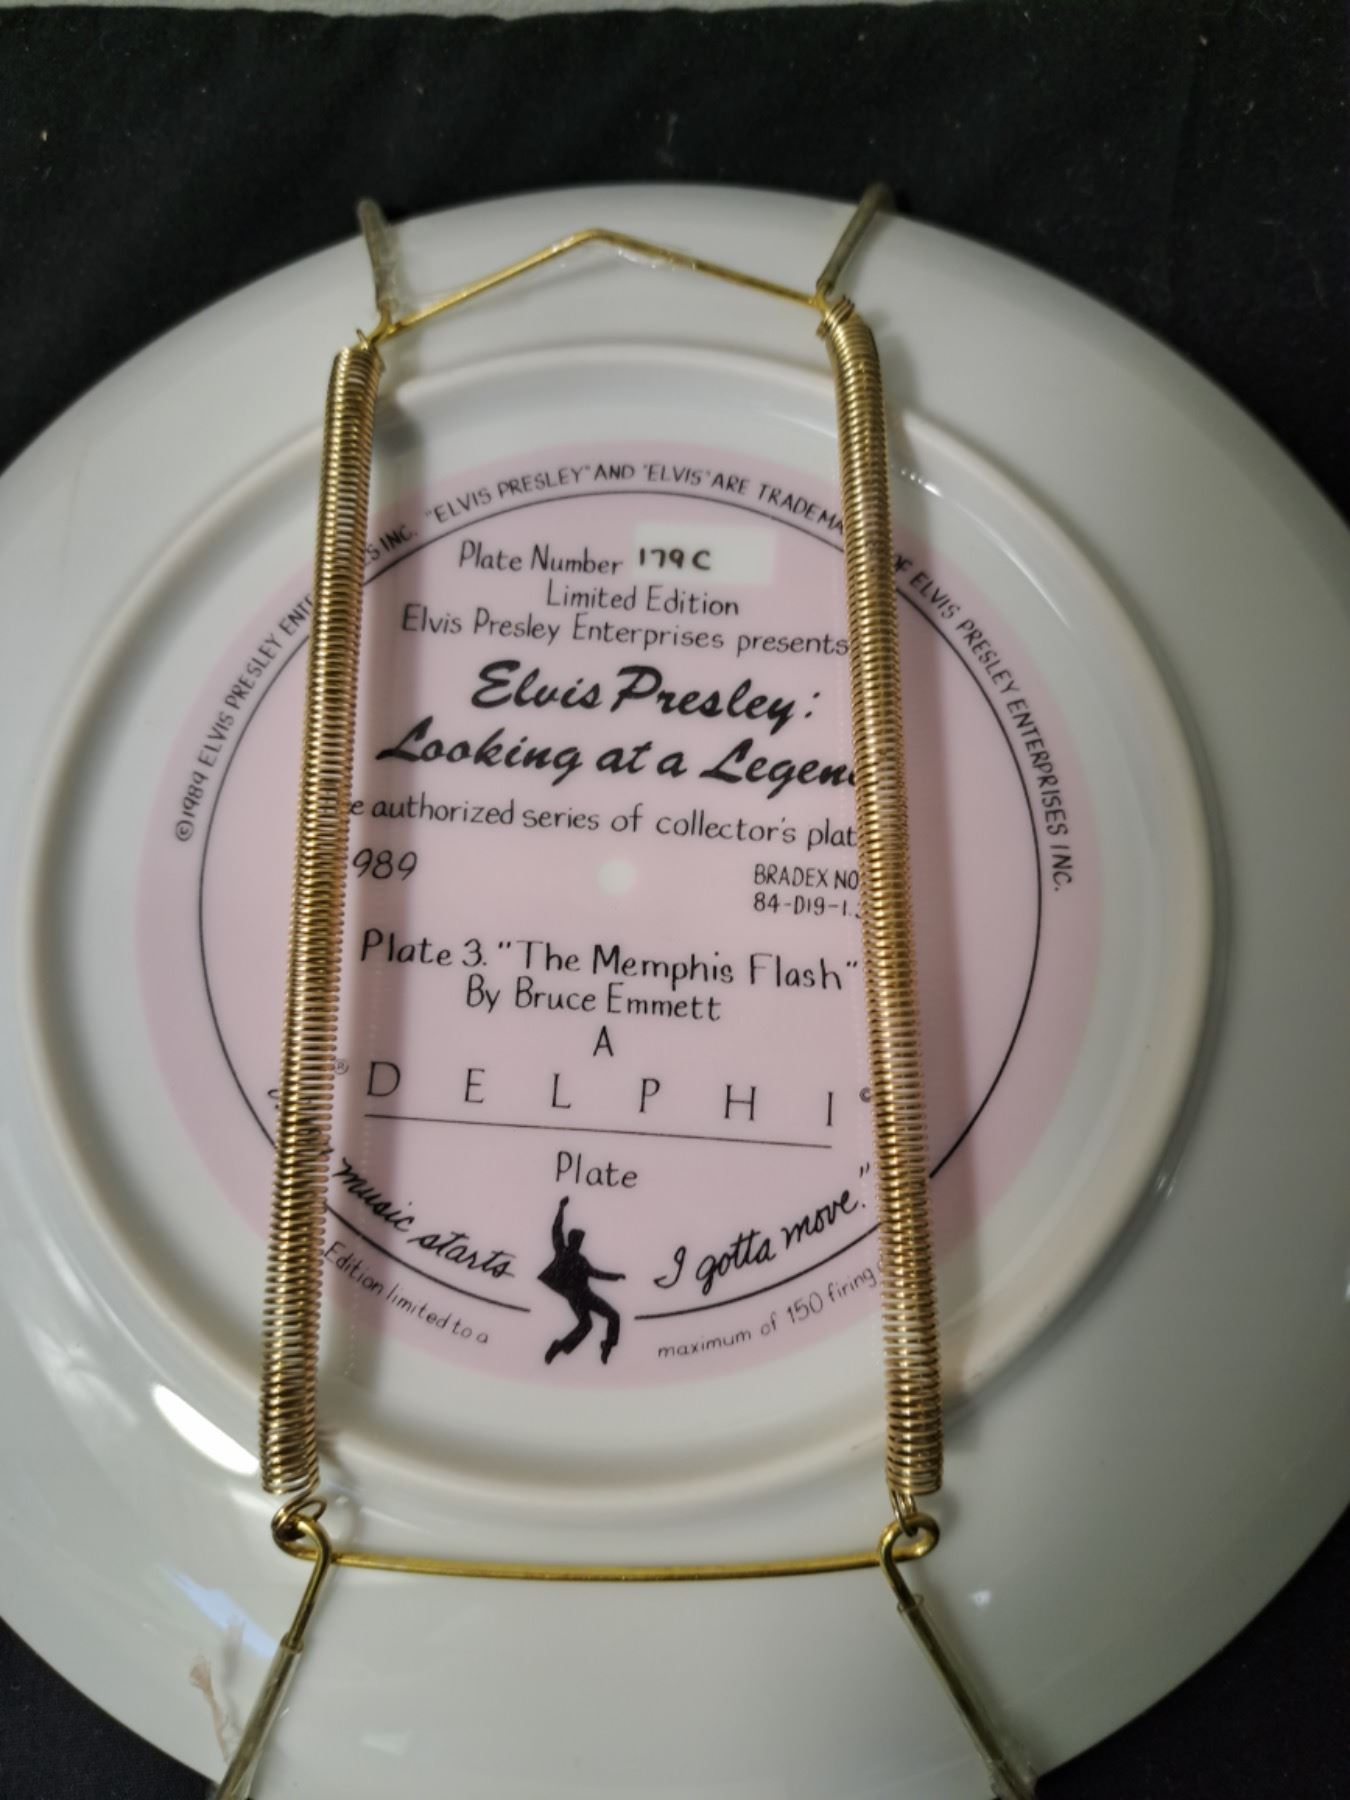 ©1989 ELVIS PRESLEY ENT S INC. "ELVIS PRESLEY" AND "ELVIS" ARE TRADEMA OF ELVIS PRESLEY ENTERPRISES INC.
Plate Number 179C
Limited Edition
Elvis Presley Enterprises presents
Elvis Presley:
Looking at a Legen
e authorized series of collector's plat
989
BRADEX NO
84-D19-1.
Plate 3. "The Memphis Flash"
By Bruce Emmett
A
® DELPHI ©
Plate
music starts I gotta move."
Edition limited to a maximum of 150 firing